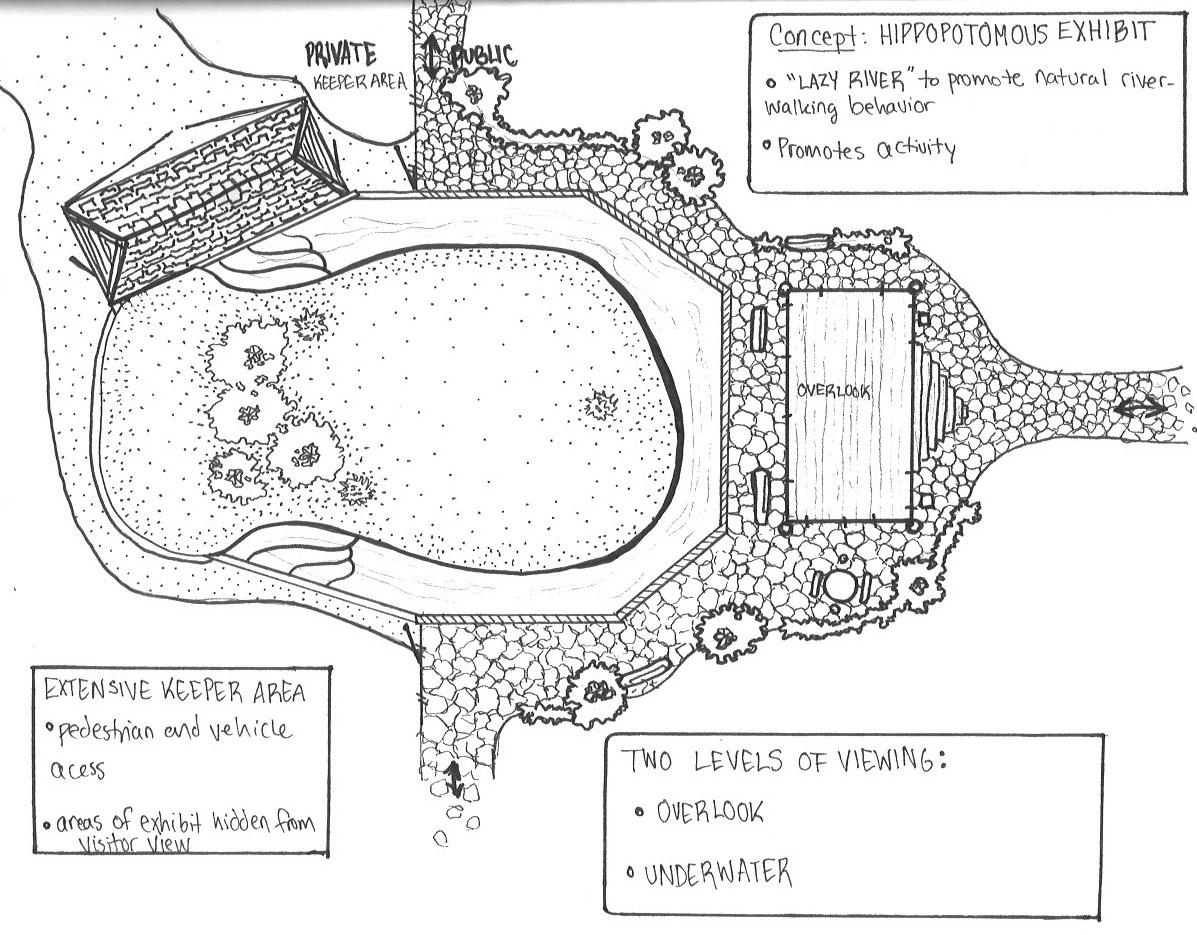 PRIVATE
KEEPER AREA
PUBLIC
Concept: HIPPOPOTOMOUS EXHIBIT
• "LAZY RIVER" to promote natural river-
walking behavior
• Promotes activity
OVERLOOK
EXTENSIVE KEEPER AREA
• pedestrian and vehicle
acess
• areas of exhibit hidden from
visitor view
TWO LEVELS OF VIEWING:
• OVERLOOK
• UNDERWATER